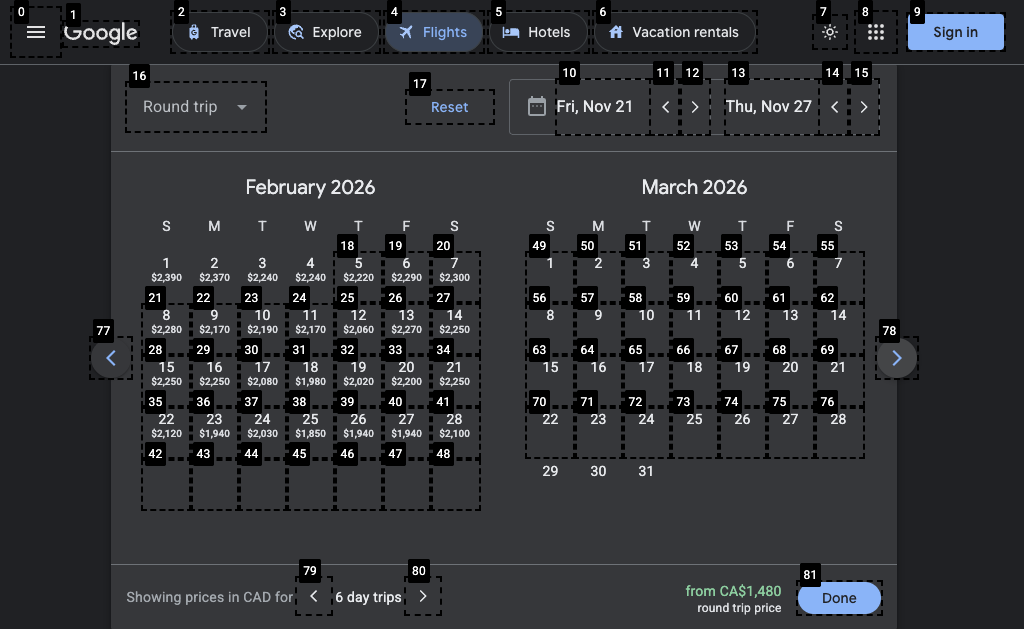 0 1 2 3 4 5 6 7 8 9
Google Travel Explore Flights Hotels Vacation rentals Sign in
16 17 10 11 12 13 14 15
Round trip Reset Fri, Nov 21 Thu, Nov 27
February 2026 March 2026
S M T W T F S S M T W T F S
18 19 20 49 50 51 52 53 54 55
1 2 3 4 5 6 7 1 2 3 4 5 6 7
$2,390 $2,370 $2,240 $2,240 $2,220 $2,290 $2,300
21 22 23 24 25 26 27 56 57 58 59 60 61 62
8 9 10 11 12 13 14 8 9 10 11 12 13 14
$2,280 $2,170 $2,190 $2,170 $2,060 $2,270 $2,250
77 78
28 29 30 31 32 33 34 63 64 65 66 67 68 69
15 16 17 18 19 20 21 15 16 17 18 19 20 21
$2,250 $2,250 $2,080 $1,980 $2,020 $2,200 $2,250
35 36 37 38 39 40 41 70 71 72 73 74 75 76
22 23 24 25 26 27 28 22 23 24 25 26 27 28
$2,120 $1,940 $2,030 $1,850 $1,940 $1,940 $2,100
42 43 44 45 46 47 48
29 30 31
79 80 81
Showing prices in CAD for 6 day trips from CA$1,480 Done
round trip price